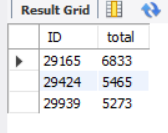 Result Grid
ID total
29165 6833
29424 5465
29939 5273